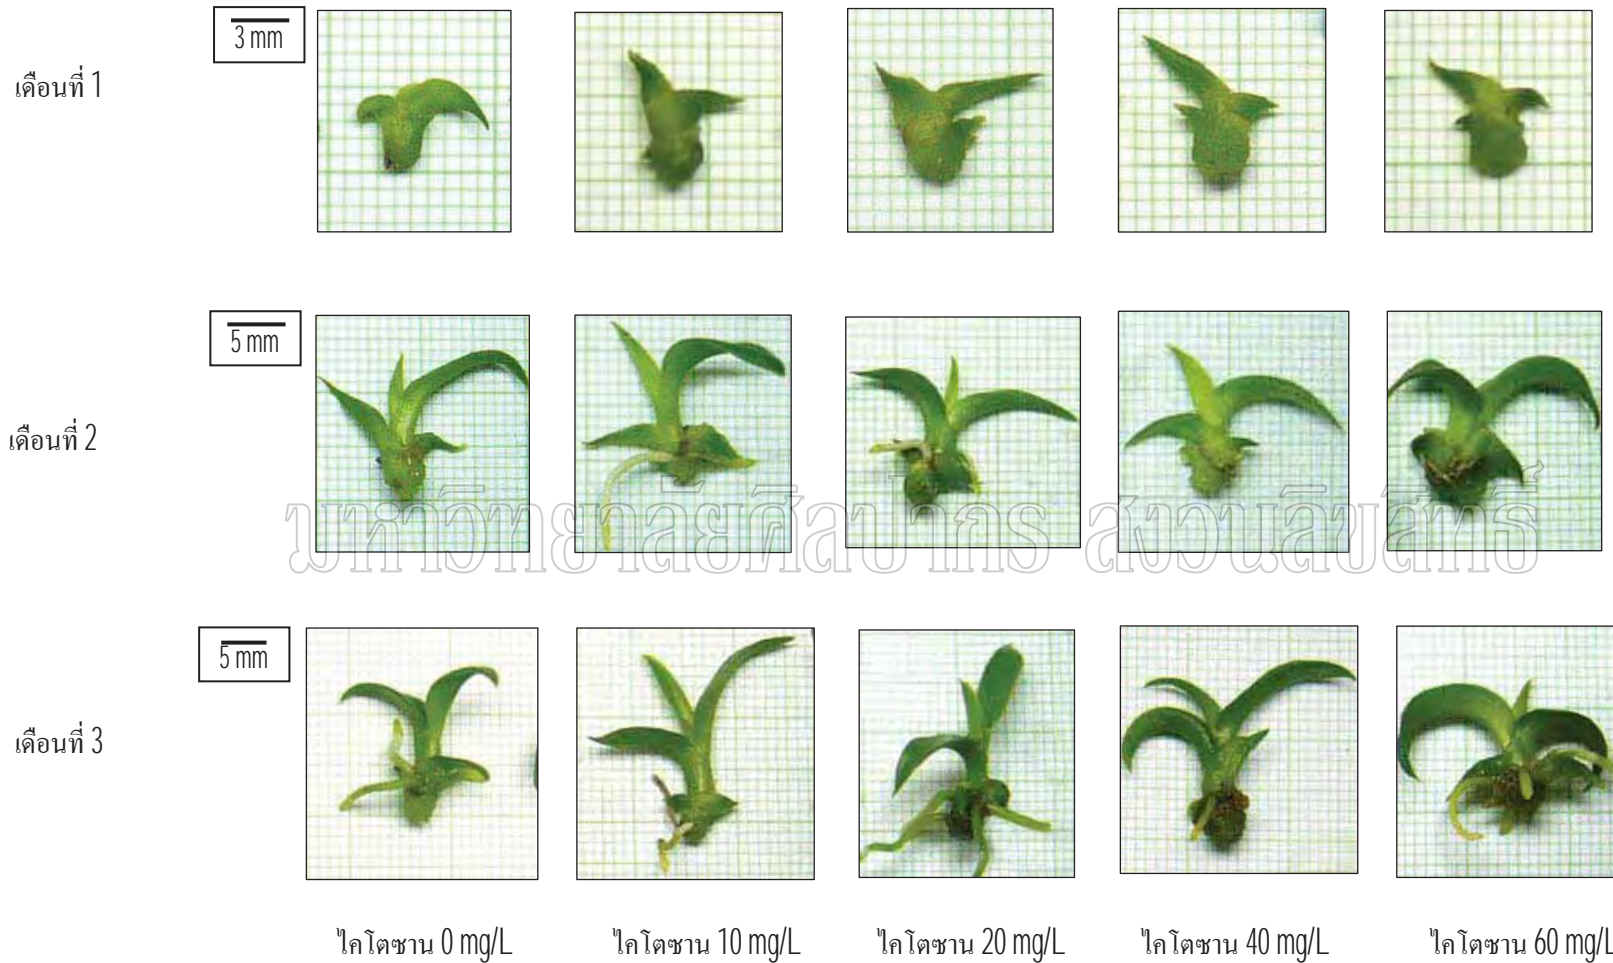 3 mm
เดือนที่ 1
5 mm
เดือนที่ 2
มหาวิทยาลัยศิลปากร สงวนลิขสิทธิ์
5 mm
เดือนที่ 3
ไคโตซาน 0 mg/L
ไคโตซาน 10 mg/L
ไคโตซาน 20 mg/L
ไคโตซาน 40 mg/L
ไคโตซาน 60 mg/L